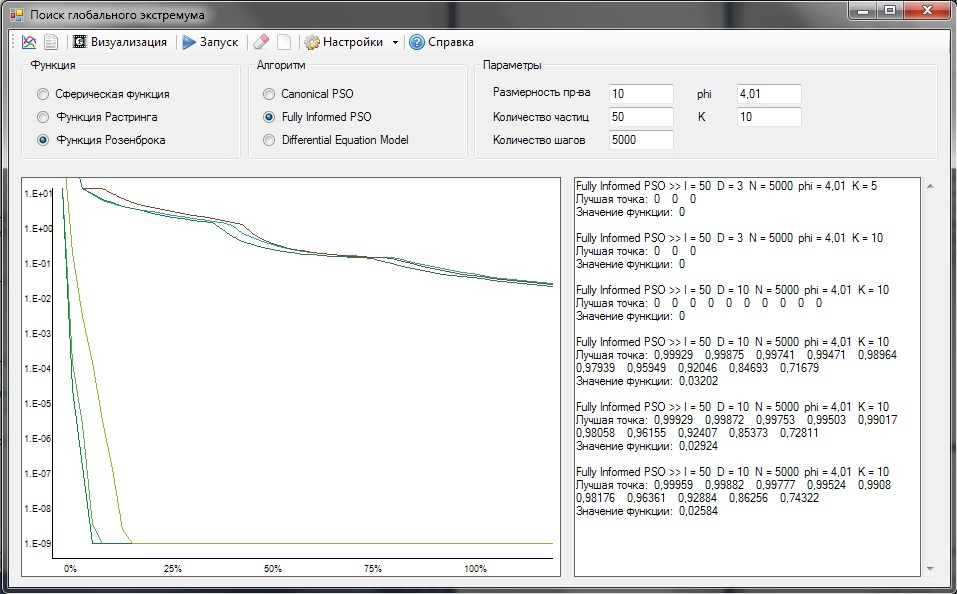 Поиск глобального экстремума
Визуализация Запуск Настройки Справка
Функция
Сферическая функция
Функция Растринга
Функция Розенброка
Алгоритм
Canonical PSO
Fully Informed PSO
Differential Equation Model
Параметры
Размерность пр-ва 10 phi 4,01
Количество частиц 50 K 10
Количество шагов 5000
1.E+01
1.E+00
1.E-01
1.E-02
1.E-03
1.E-04
1.E-05
1.E-06
1.E-07
1.E-08
1.E-09
0% 25% 50% 75% 100%
Fully Informed PSO >> I = 50 D = 3 N = 5000 phi = 4,01 K = 5
Лучшая точка: 0 0 0
Значение функции: 0
Fully Informed PSO >> I = 50 D = 3 N = 5000 phi = 4,01 K = 10
Лучшая точка: 0 0 0
Значение функции: 0
Fully Informed PSO >> I = 50 D = 10 N = 5000 phi = 4,01 K = 10
Лучшая точка: 0 0 0 0 0 0 0 0 0 0
Значение функции: 0
Fully Informed PSO >> I = 50 D = 10 N = 5000 phi = 4,01 K = 10
Лучшая точка: 0,99929 0,99875 0,99741 0,99471 0,98964
0,97939 0,95949 0,92046 0,84693 0,71679
Значение функции: 0,03202
Fully Informed PSO >> I = 50 D = 10 N = 5000 phi = 4,01 K = 10
Лучшая точка: 0,99929 0,99872 0,99753 0,99503 0,99017
0,98058 0,96155 0,92407 0,85373 0,72811
Значение функции: 0,02924
Fully Informed PSO >> I = 50 D = 10 N = 5000 phi = 4,01 K = 10
Лучшая точка: 0,99959 0,99882 0,99777 0,99524 0,9908
0,98176 0,96361 0,92884 0,86256 0,74322
Значение функции: 0,02584